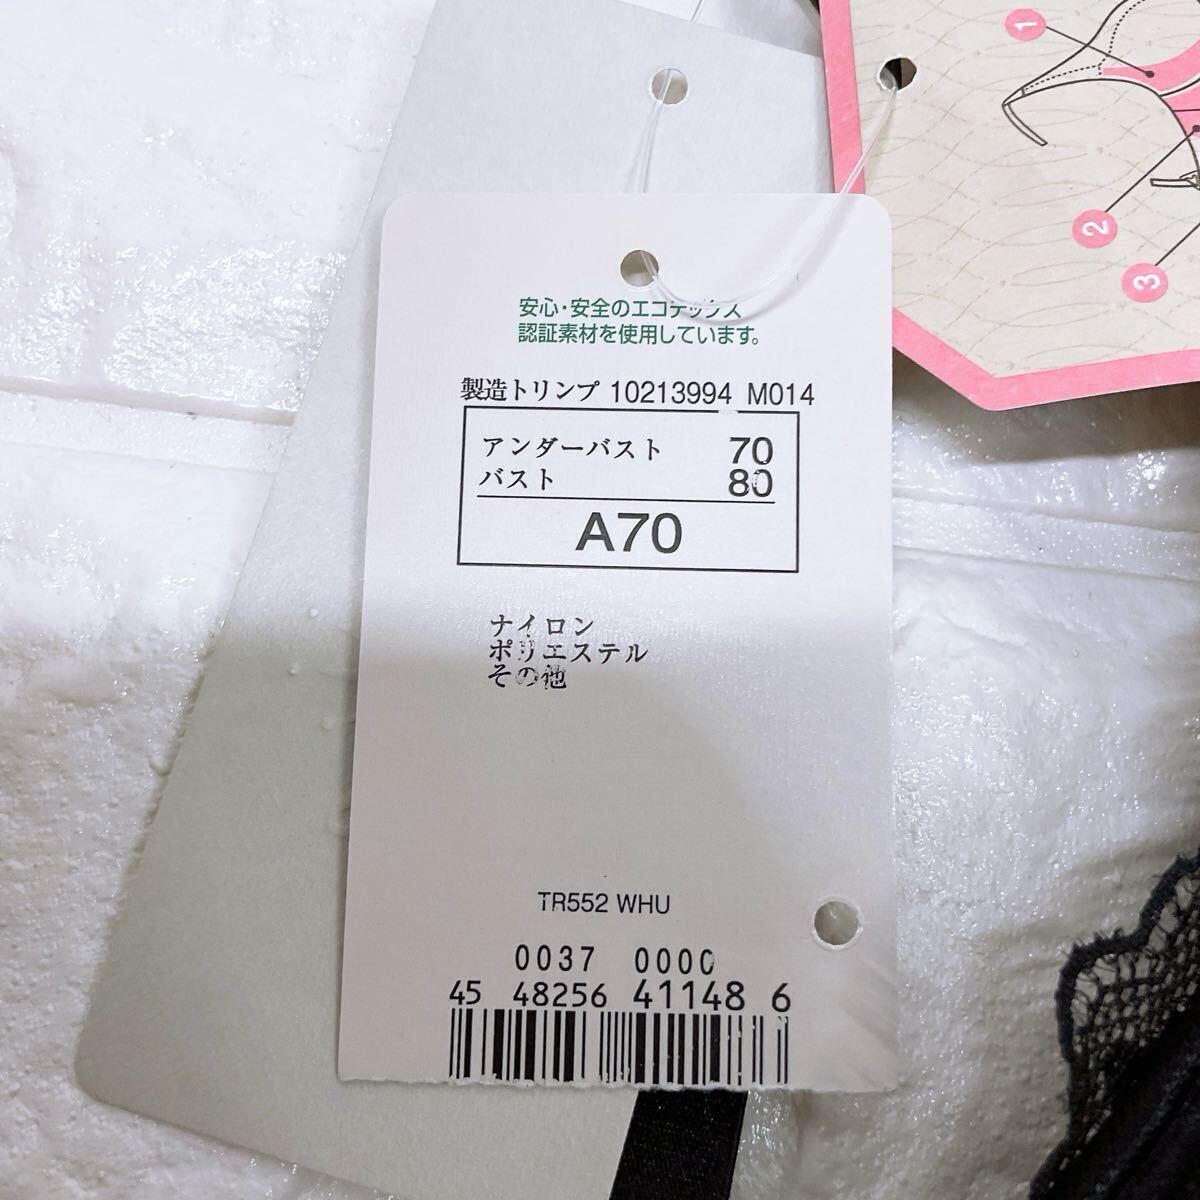 安心・安全のエコテックス
認証素材を使用しています。
製造トリンプ 10213994 M014
アンダーバスト 70
バスト 80
A70
ナイロン
ポリエステル
その他
TR552 WHU
0037 0000
45 48256 41148 6
1
2
3